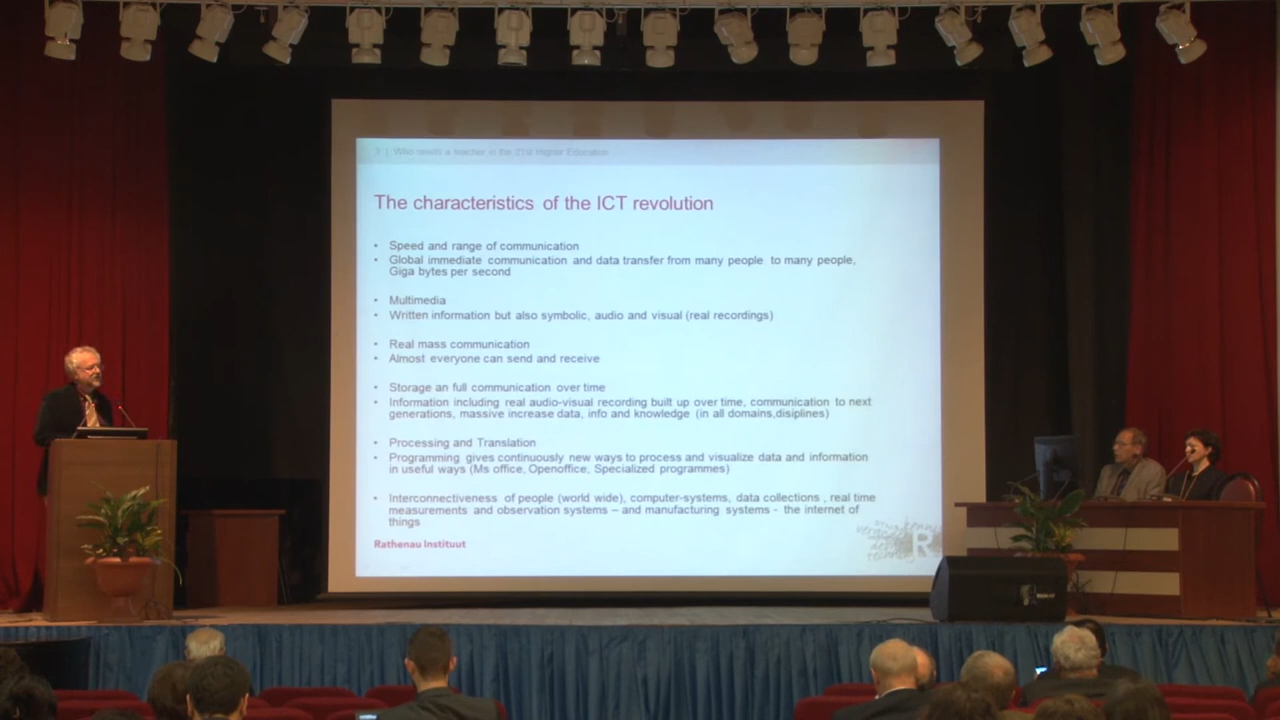 3 | Who needs a teacher in the 21st Higher Education
The characteristics of the ICT revolution
• Speed and range of communication
• Global immediate communication and data transfer from many people to many people,
Giga bytes per second
• Multimedia
• Written information but also symbolic, audio and visual (real recordings)
• Real mass communication
• Almost everyone can send and receive
• Storage an full communication over time
• Information including real audio-visual recording built up over time, communication to next
generations, massive increase data, info and knowledge (in all domains,disiplines)
• Processing and Translation
• Programming gives continuously new ways to process and visualize data and information
in useful ways (Ms office, Openoffice, Specialized programmes)
• Interconnectiveness of people (world wide), computer-systems, data collections , real time
measurements and observation systems – and manufacturing systems - the internet of
things
Rathenau Instituut
R